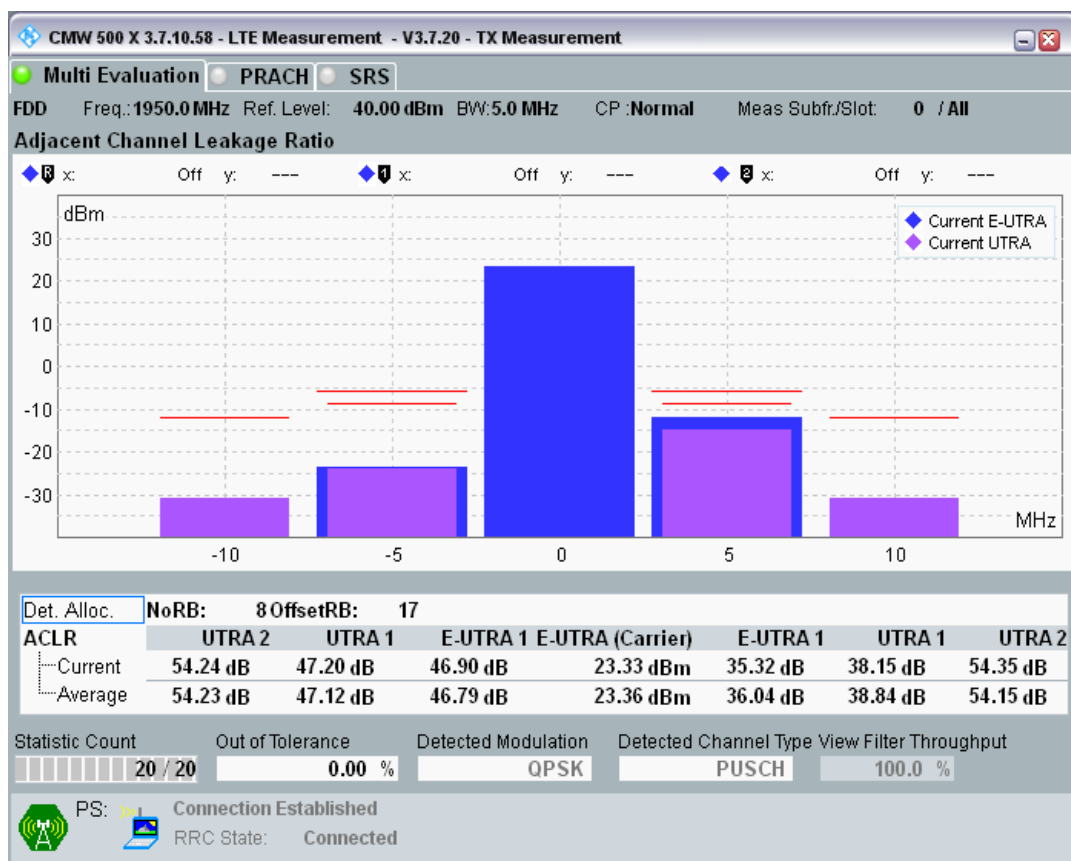 CMW 500 X 3.7.10.58 - LTE Measurement - V3.7.20 - TX Measurement
Multi Evaluation PRACH SRS
FDD Freq.: 1950.0 MHz Ref. Level: 40.00 dBm BW: 5.0 MHz CP : Normal Meas Subfr./Slot: 0 / All
Adjacent Channel Leakage Ratio
R x: Off y: --- 1 x: Off y: --- 2 x: Off y: ---
dBm
Current E-UTRA
Current UTRA
30
20
10
0
-10
-20
-30
MHz
-10 -5 0 5 10
Det. Alloc. NoRB: 8 OffsetRB: 17
ACLR UTRA 2 UTRA 1 E-UTRA 1 E-UTRA (Carrier) E-UTRA 1 UTRA 1 UTRA 2
Current 54.24 dB 47.20 dB 46.90 dB 23.33 dBm 35.32 dB 38.15 dB 54.35 dB
Average 54.23 dB 47.12 dB 46.79 dB 23.36 dBm 36.04 dB 38.84 dB 54.15 dB
Statistic Count Out of Tolerance Detected Modulation Detected Channel Type View Filter Throughput
20 / 20 0.00 % QPSK PUSCH 100.0 %
PS: Connection Established
RRC State: Connected